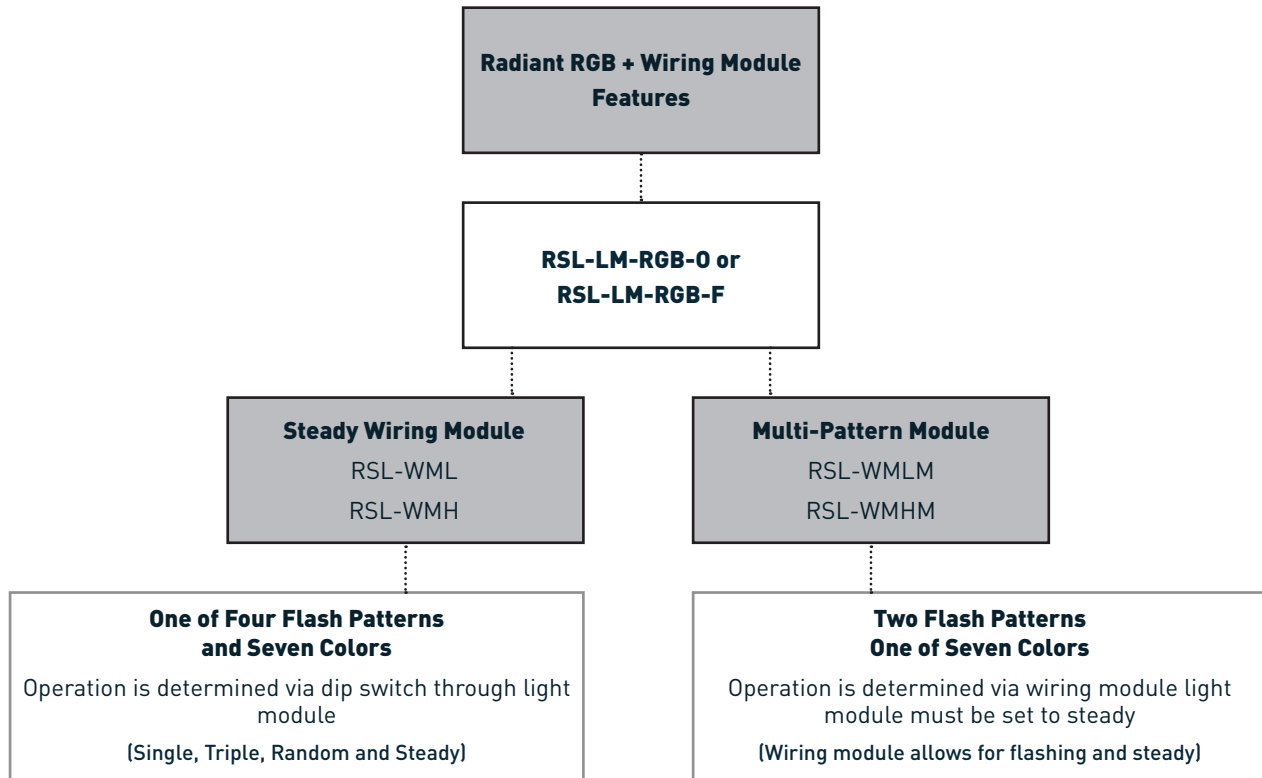 Radiant RGB + Wiring Module
Features
RSL-LM-RGB-O or
RSL-LM-RGB-F
Steady Wiring Module
RSL-WML
RSL-WMH
Multi-Pattern Module
RSL-WMLM
RSL-WMHM
One of Four Flash Patterns
and Seven Colors
Operation is determined via dip switch through light
module
(Single, Triple, Random and Steady)
Two Flash Patterns
One of Seven Colors
Operation is determined via wiring module light
module must be set to steady
(Wiring module allows for flashing and steady)